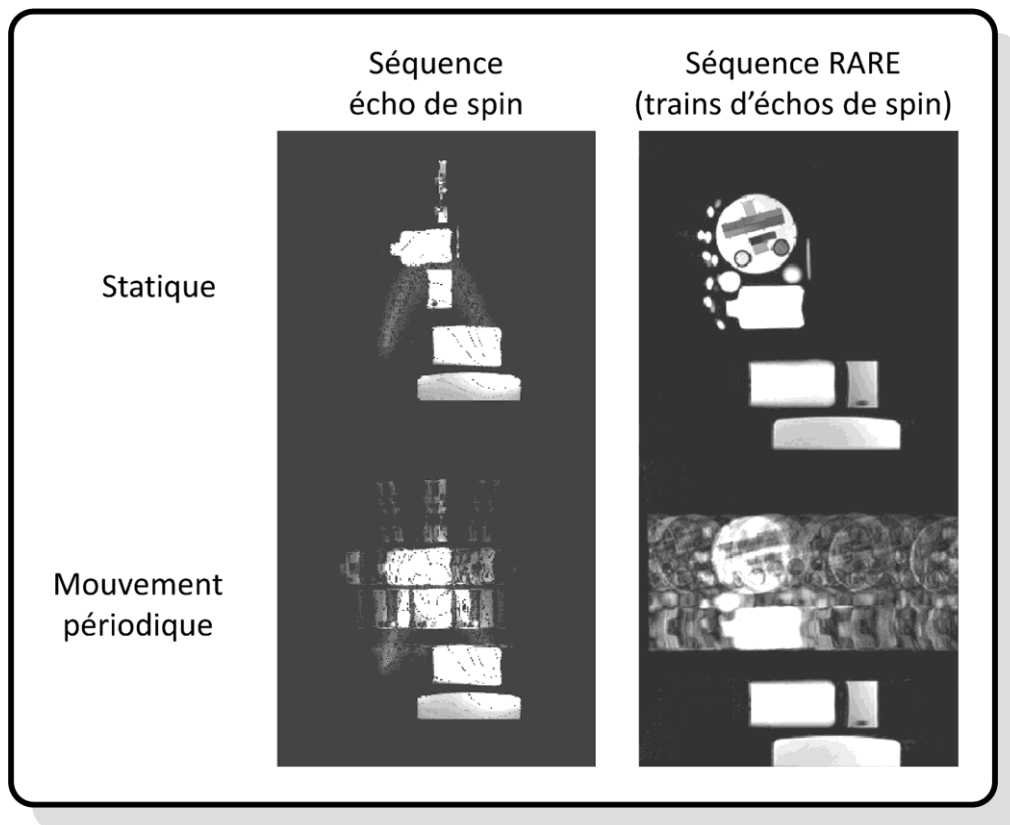 Séquence
écho de spin
Séquence RARE
(trains d'échos de spin)
Statique
Mouvement
périodique